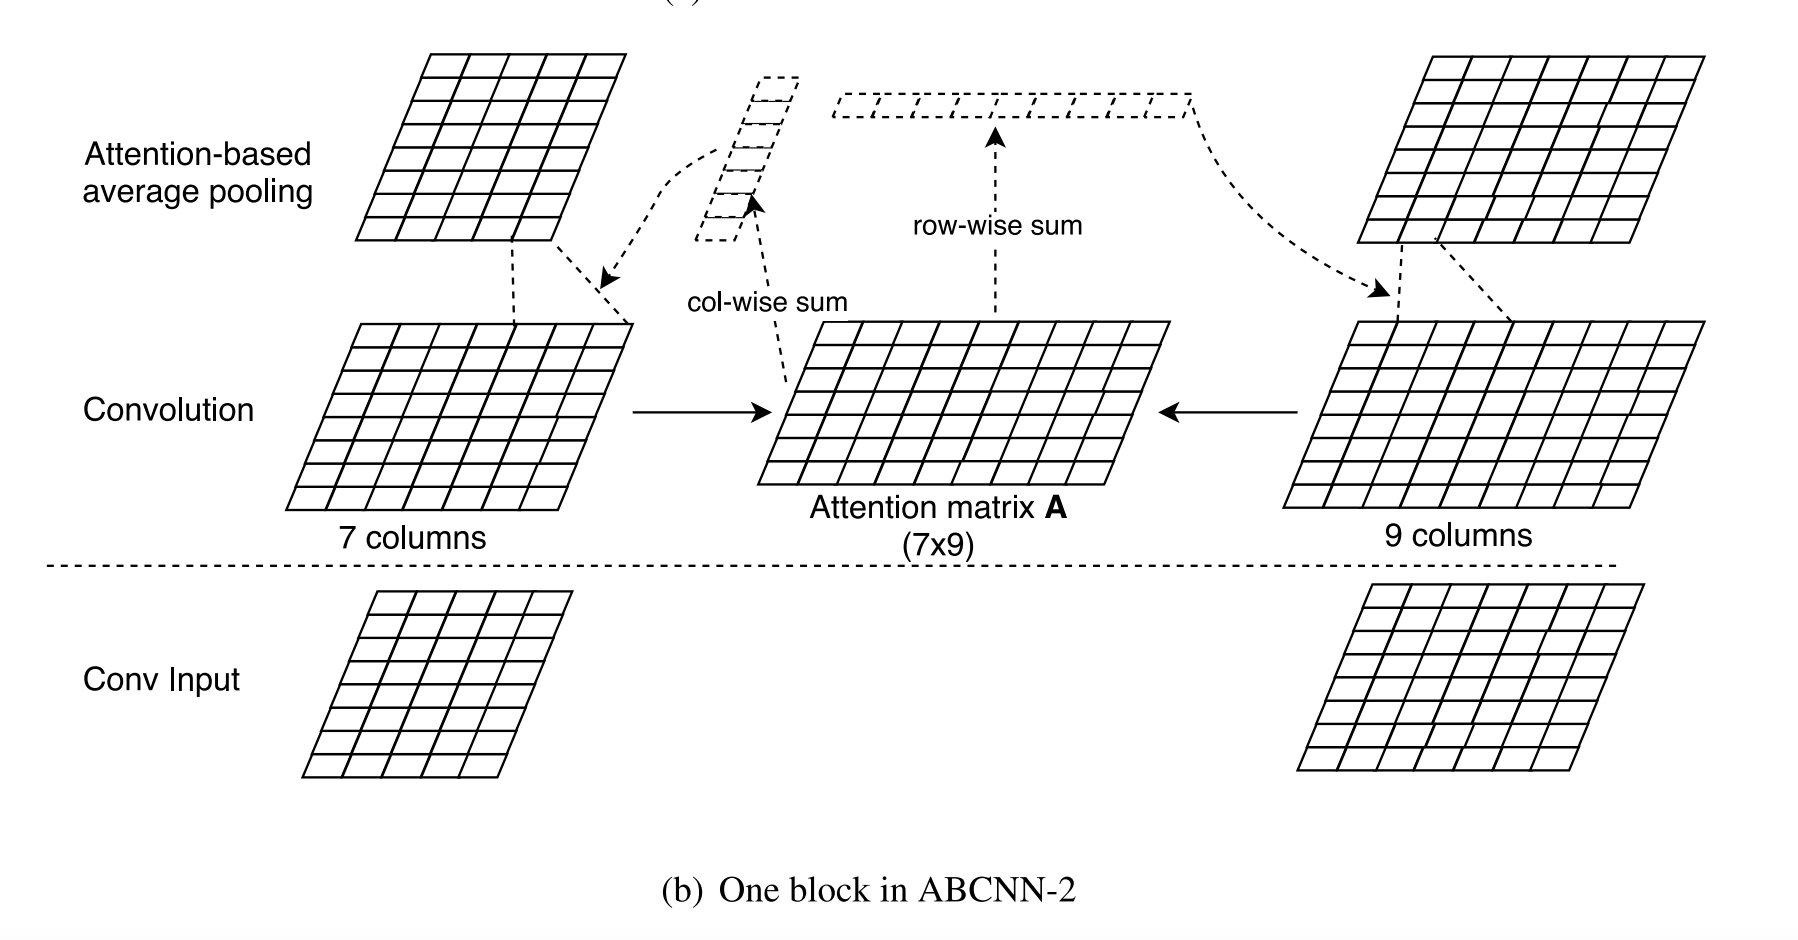 Attention-based
average pooling
row-wise sum
col-wise sum
Convolution
Attention matrix A
(7x9)
7 columns
9 columns
Conv Input
(b) One block in ABCNN-2